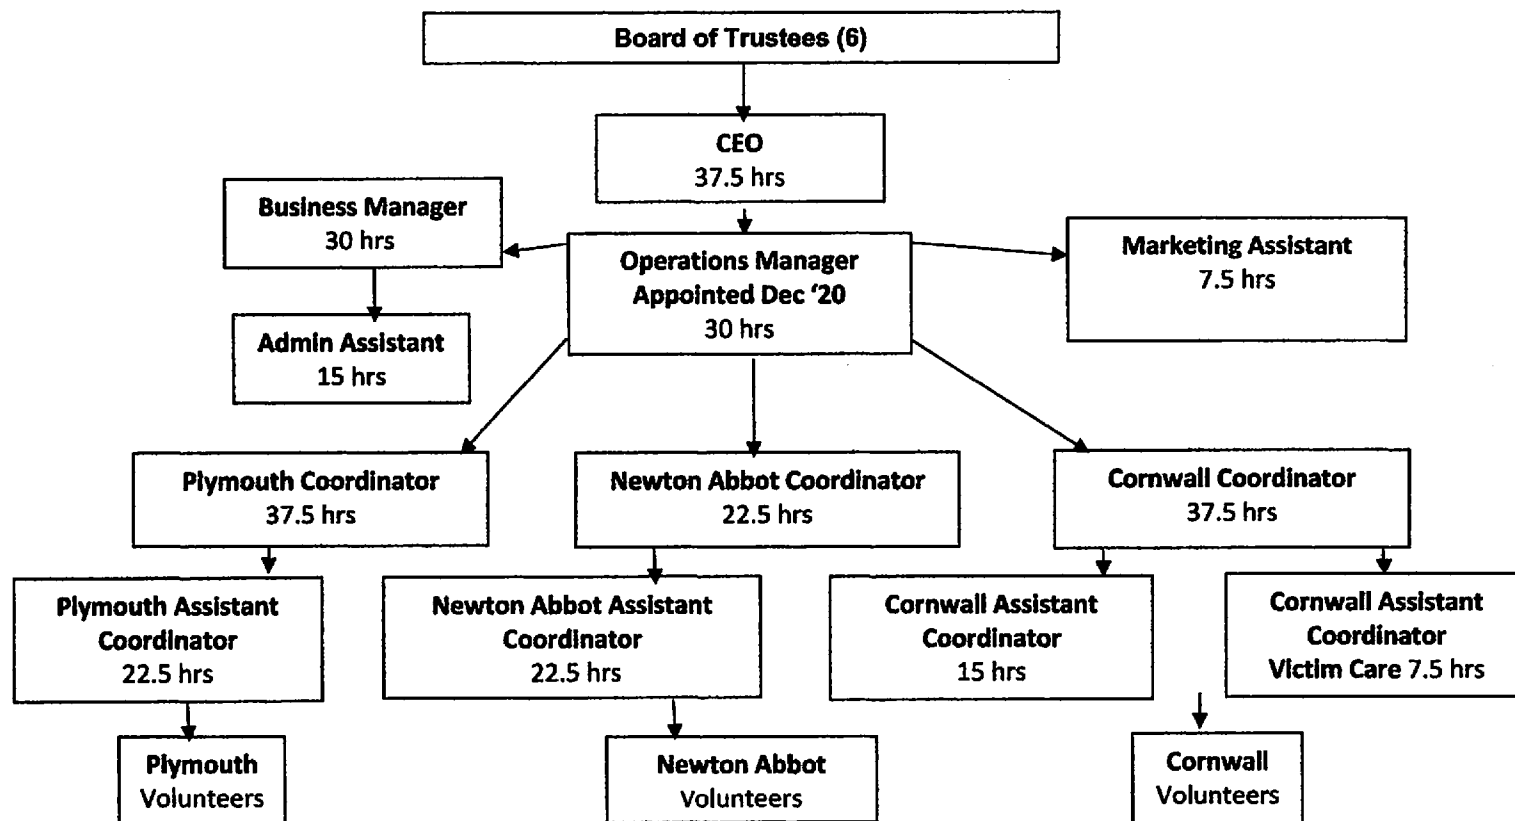 Board of Trustees (6)
CEO
37.5 hrs
Business Manager
30 hrs
Operations Manager
Appointed Dec ‘20
30 hrs
Marketing Assistant
7.5 hrs
Admin Assistant
15 hrs
Plymouth Coordinator
37.5 hrs
Newton Abbot Coordinator
22.5 hrs
Cornwall Coordinator
37.5 hrs
Plymouth Assistant
Coordinator
22.5 hrs
Newton Abbot Assistant
Coordinator
22.5 hrs
Cornwall Assistant
Coordinator
15 hrs
Cornwall Assistant
Coordinator
Victim Care 7.5 hrs
Plymouth
Volunteers
Newton Abbot
Volunteers
Cornwall
Volunteers